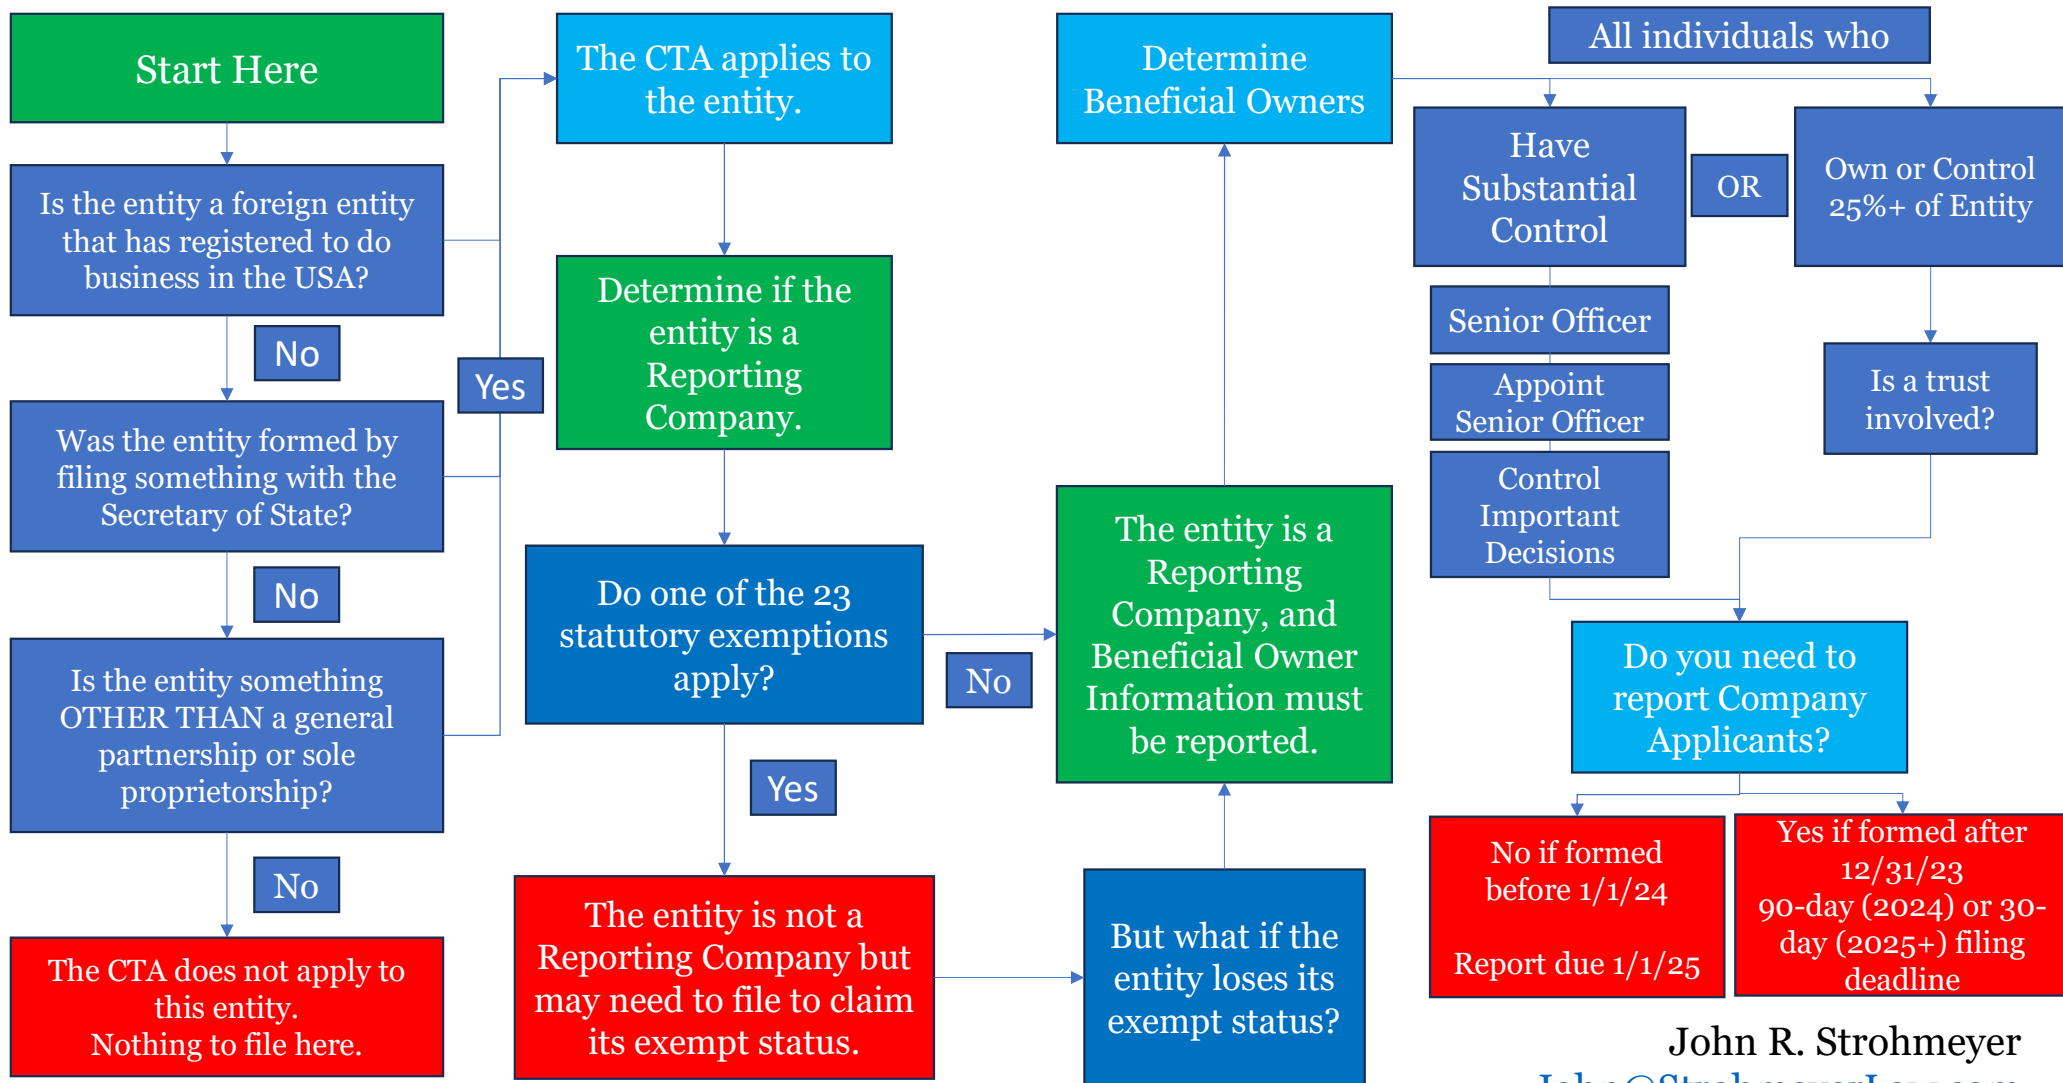 Start Here
Is the entity a foreign entity
that has registered to do
business in the USA?
No
Was the entity formed by
filing something with the
Secretary of State?
No
Is the entity something
OTHER THAN a general
partnership or sole
proprietorship?
No
The CTA does not apply to
this entity.
Nothing to file here.
Yes
The CTA applies to
the entity.
Determine if the
entity is a
Reporting
Company.
Do one of the 23
statutory exemptions
apply?
No
Yes
The entity is not a
Reporting Company but
may need to file to claim
its exempt status.
But what if the
entity loses its
exempt status?
The entity is a
Reporting
Company, and
Beneficial Owner
Information must
be reported.
Determine
Beneficial Owners
All individuals who
Have
Substantial
Control
OR
Own or Control
25%+ of Entity
Senior Officer
Appoint
Senior Officer
Control
Important
Decisions
Is a trust
involved?
Do you need to
report Company
Applicants?
No if formed
before 1/1/24
Report due 1/1/25
Yes if formed after
12/31/23
90-day (2024) or 30-
day (2025+) filing
deadline
John R. Strohmeyer
John@StrohmeyerLaw.com